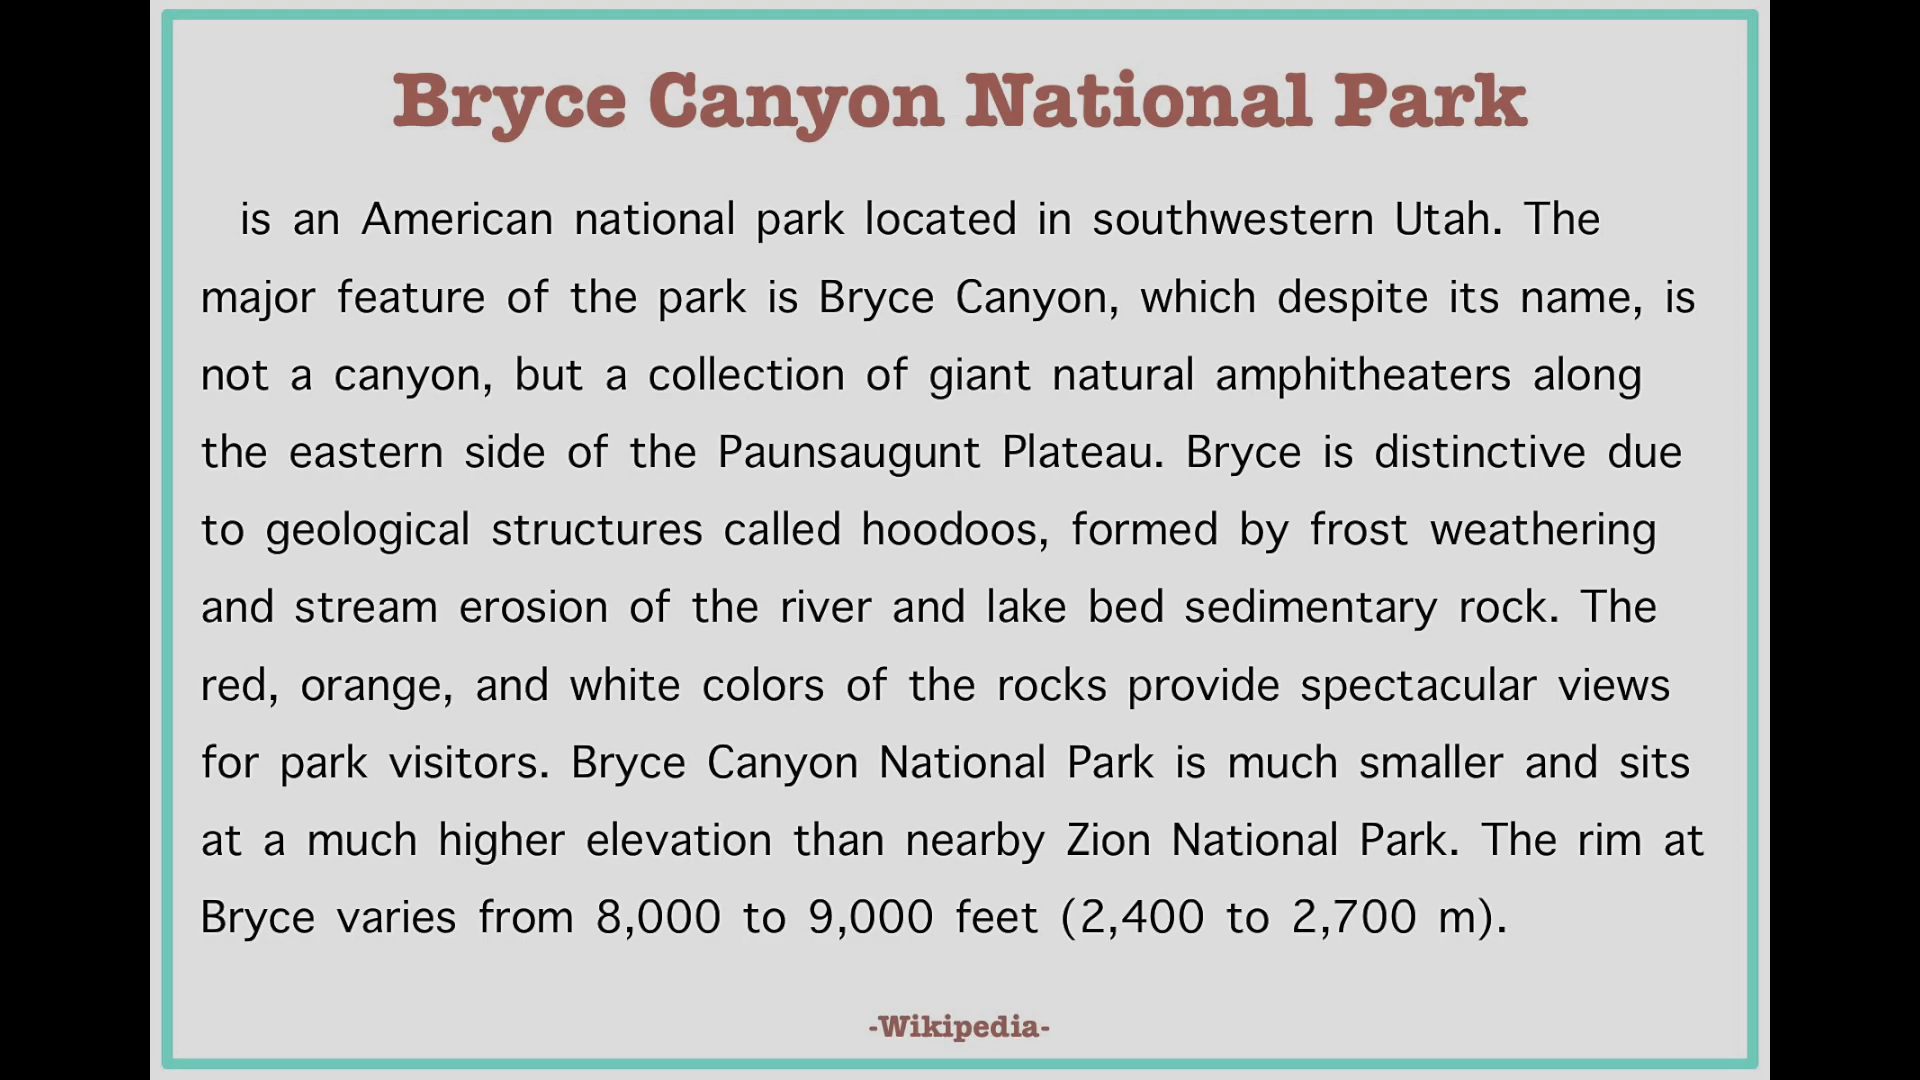 Bryce Canyon National Park
is an American national park located in southwestern Utah. The
major feature of the park is Bryce Canyon, which despite its name, is
not a canyon, but a collection of giant natural amphitheaters along
the eastern side of the Paunsaugunt Plateau. Bryce is distinctive due
to geological structures called hoodoos, formed by frost weathering
and stream erosion of the river and lake bed sedimentary rock. The
red, orange, and white colors of the rocks provide spectacular views
for park visitors. Bryce Canyon National Park is much smaller and sits
at a much higher elevation than nearby Zion National Park. The rim at
Bryce varies from 8,000 to 9,000 feet (2,400 to 2,700 m).
-Wikipedia-